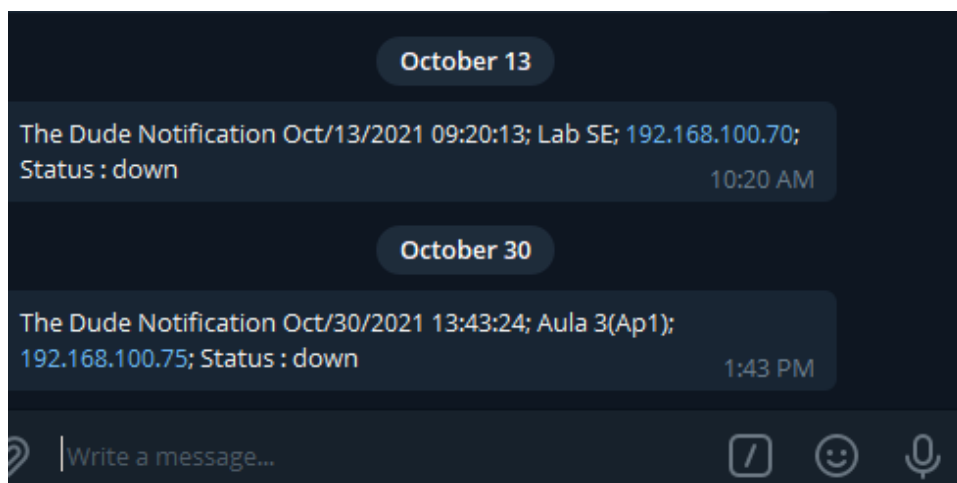 October 13
The Dude Notification Oct/13/2021 09:20:13; Lab SE; 192.168.100.70;
Status : down
10:20 AM
October 30
The Dude Notification Oct/30/2021 13:43:24; Aula 3(Ap1);
192.168.100.75; Status : down
1:43 PM
Write a message...